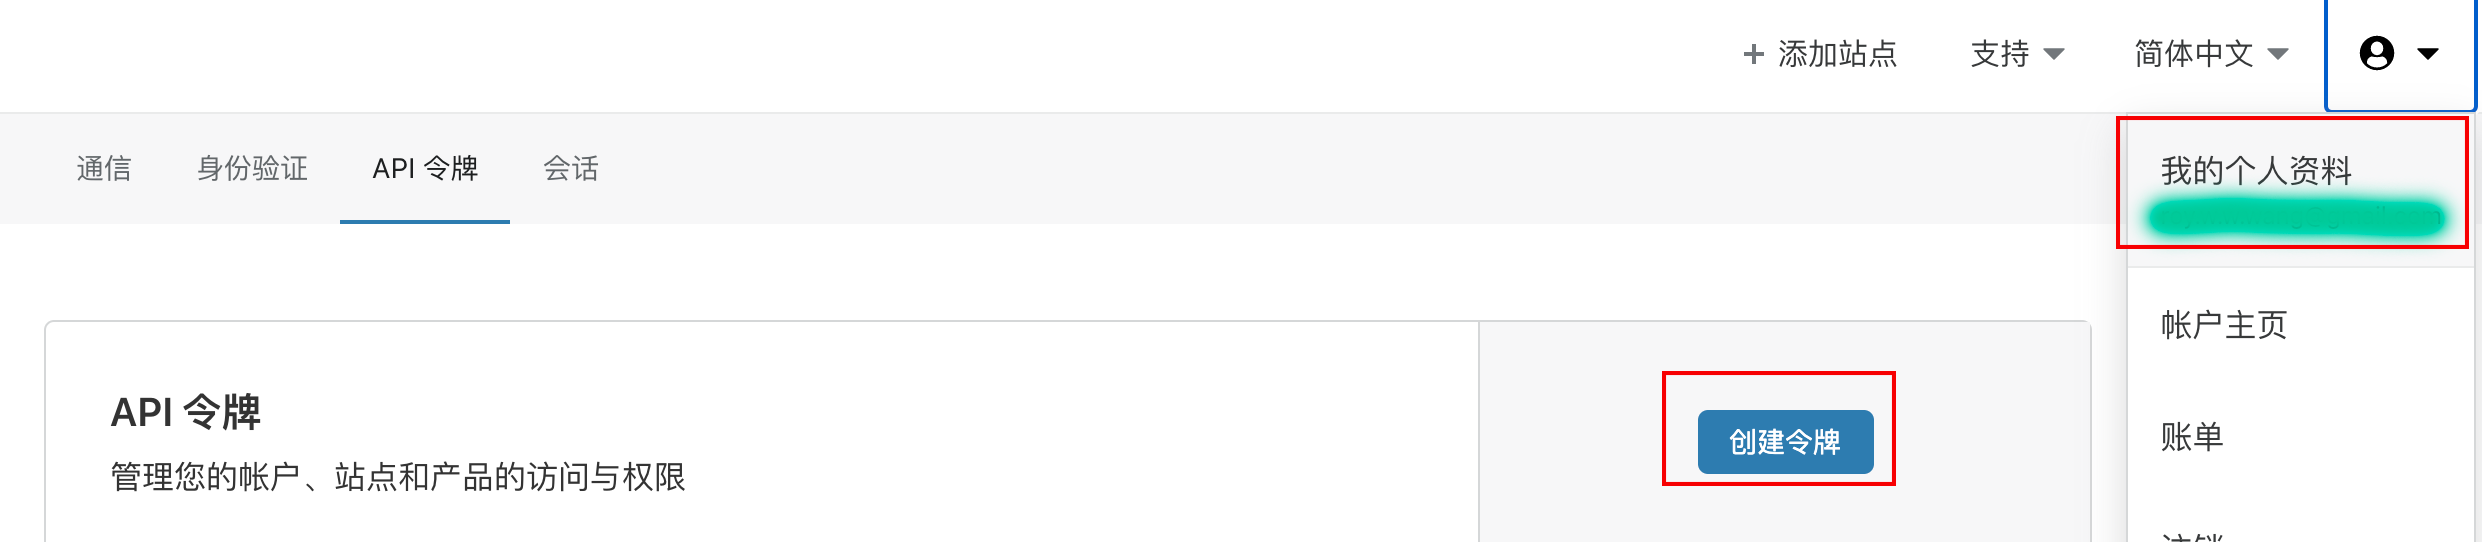 添加站点
支持
简体中文
通信
身份验证
API 令牌
会话
我的个人资料
帐户主页
账单
API 令牌
管理您的帐户、站点和产品的访问与权限
创建令牌